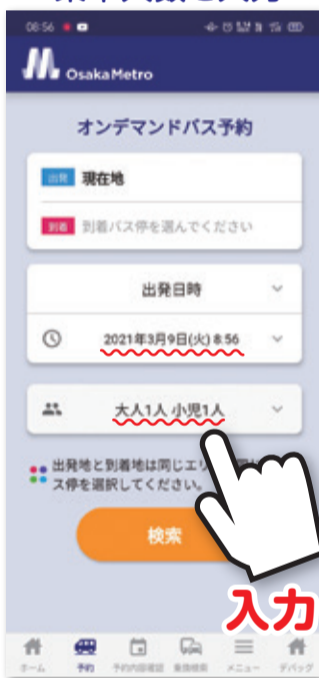 08:56
OsakaMetro
オンデマンドバス予約
出発 現在地
到着 到着バス停を選んでください
出発日時
2021年3月9日(火) 8:56
大人1人 小児1人
出発地と到着地は同じエリ
ス停を選択してください。
検索
入力
ホーム 予約 予約内容確認 乗換検索 メニュー デバッグ